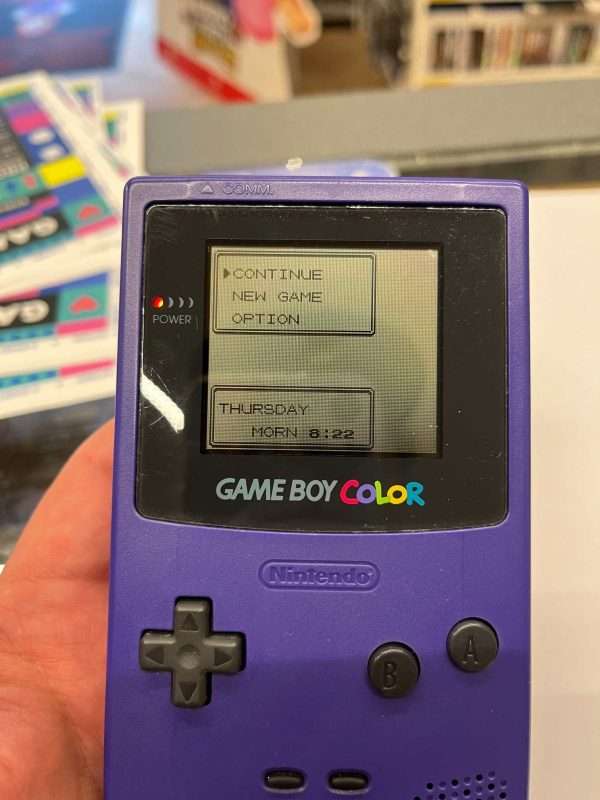 COMM.
▶CONTINUE
NEW GAME
OPTION
POWER
THURSDAY
MORN 8:22
GAME BOY COLOR
Nintendo
B
A